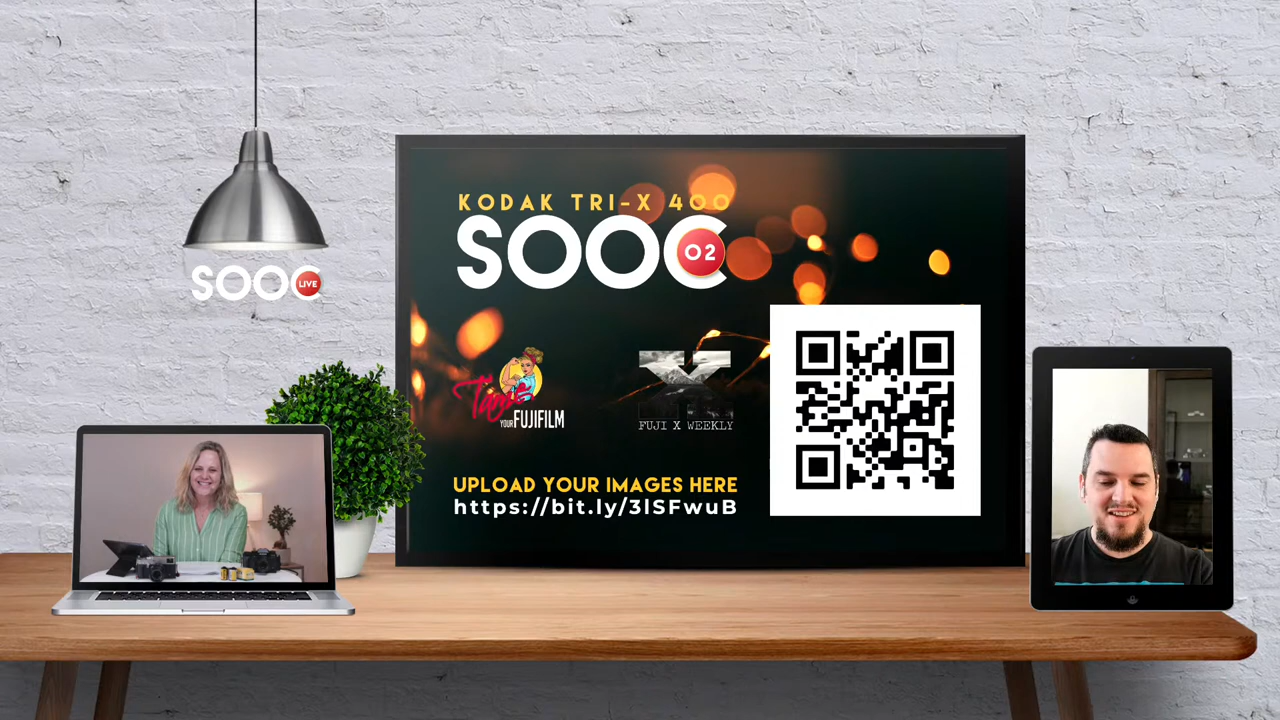 KODAK TRI-X 400
SOOC
02
SOOC
LIVE
Tame
YOUR FUJIFILM
FUJI X WEEKLY
UPLOAD YOUR IMAGES HERE
https://bit.ly/3lSFwuB